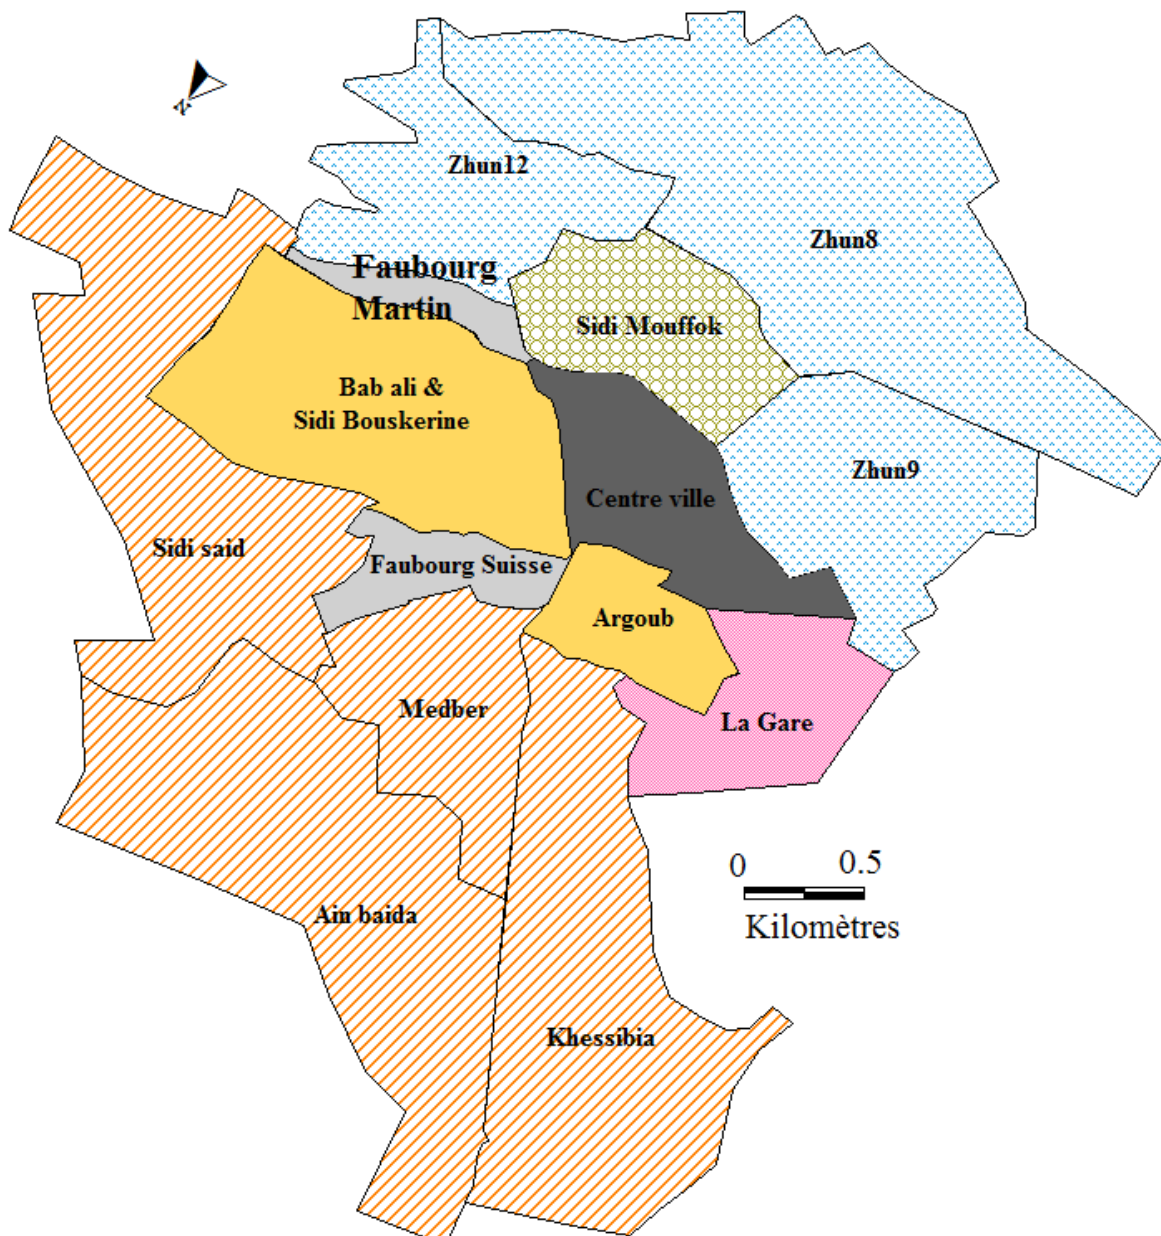 N
Zhun12
Zhun8
Faubourg
Martin
Sidi Mouffok
Bab ali &
Sidi Bouskerine
Zhun9
Centre ville
Sidi said
Faubourg Suisse
Argoub
Medber
La Gare
0 0.5
Kilomètres
Ain baida
Khessibia